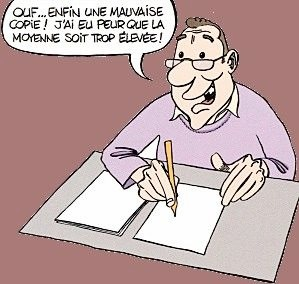 OUF... ENFIN UNE MAUVAISE
COPIE ! J'AI EU PEUR QUE LA
MOYENNE SOIT TROP ÉLEVÉE !